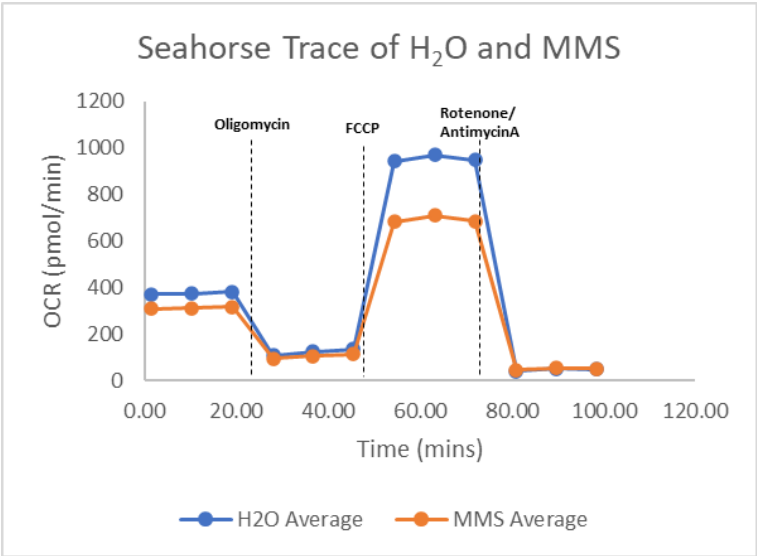 Seahorse Trace of H₂O and MMS
1200
1000
800
600
400
200
0
OCR (pmol/min)
Oligomycin
FCCP
Rotenone/
AntimycinA
0.00 20.00 40.00 60.00 80.00 100.00 120.00
Time (mins)
H2O Average MMS Average